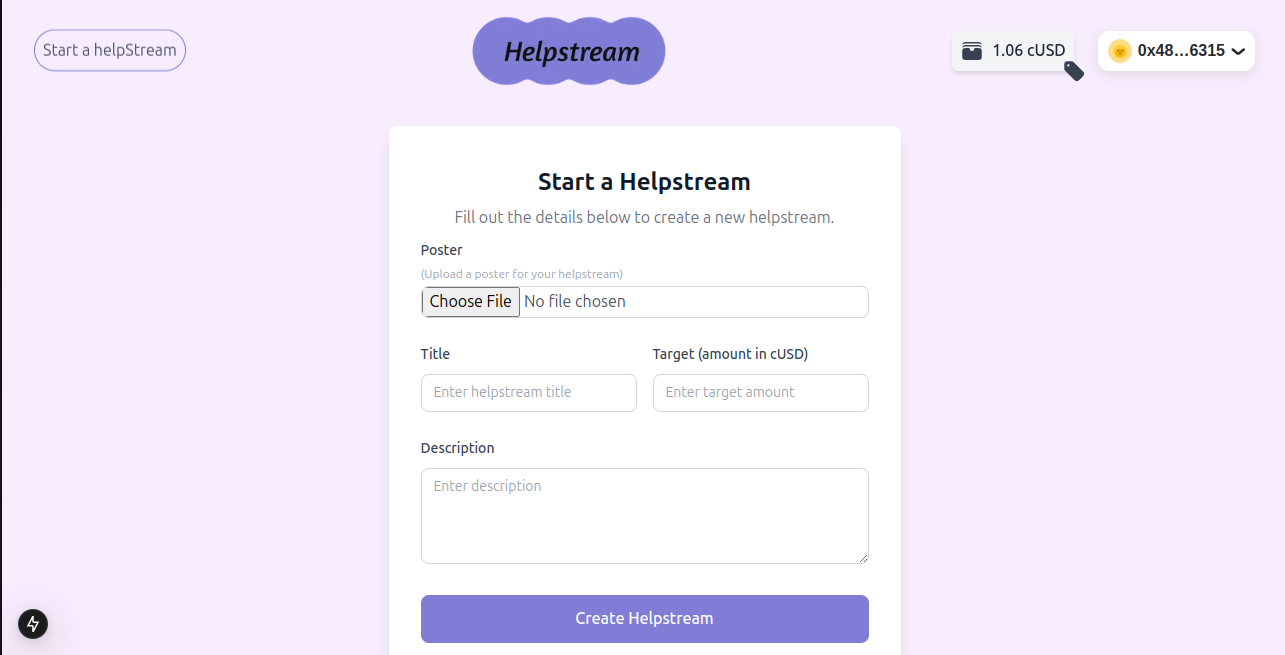 Start a helpStream
Helpstream
1.06 cUSD
0x48...6315
Start a Helpstream
Fill out the details below to create a new helpstream.
Poster
(Upload a poster for your helpstream)
Choose File No file chosen
Title
Target (amount in cUSD)
Enter helpstream title
Enter target amount
Description
Enter description
Create Helpstream